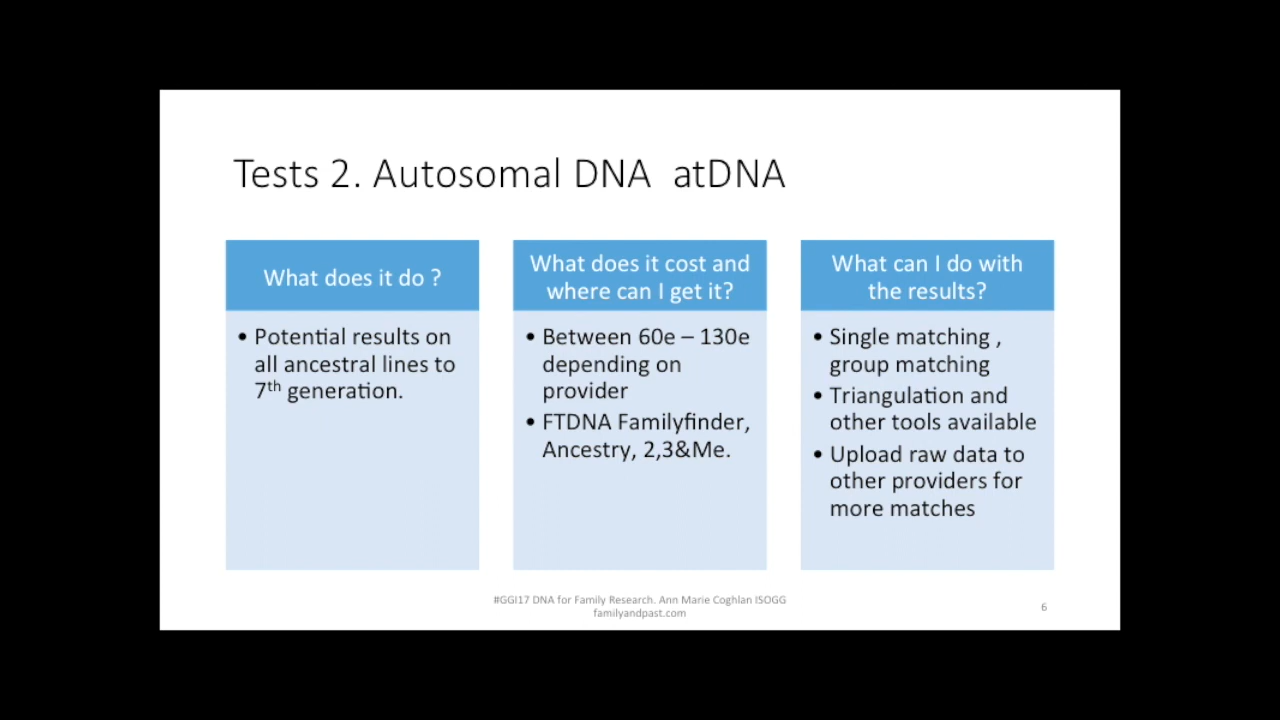 Tests 2. Autosomal DNA  atDNA
What does it do ?
• Potential results on
all ancestral lines to
7th generation.
What does it cost and
where can I get it?
• Between 60e – 130e
depending on
provider
• FTDNA Familyfinder,
Ancestry, 2,3&Me.
What can I do with
the results?
• Single matching ,
group matching
• Triangulation and
other tools available
• Upload raw data to
other providers for
more matches
#GGI17 DNA for Family Research. Ann Marie Coghlan ISOGG
familyandpast.com
6